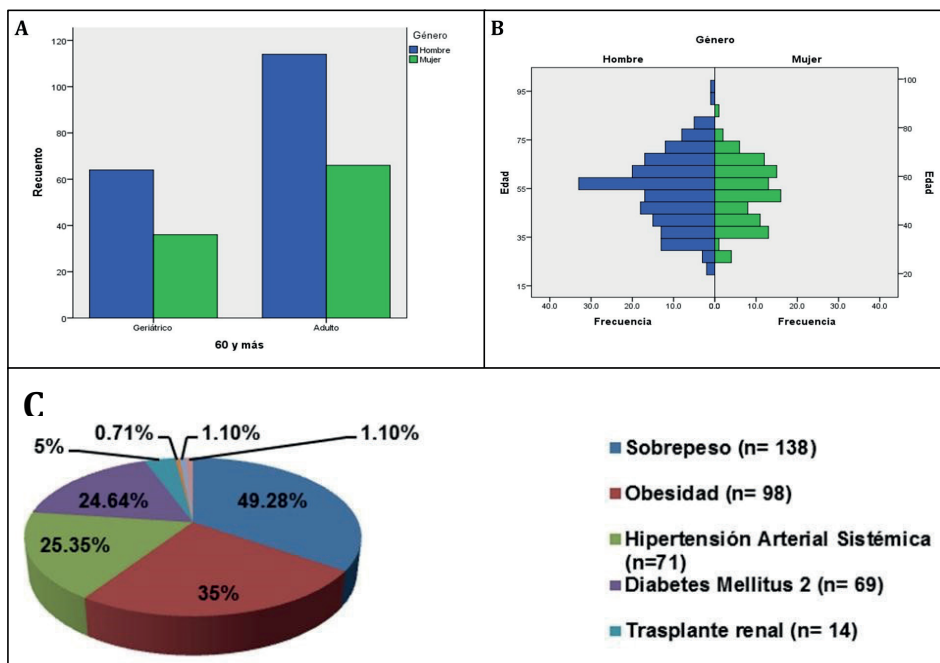 A
Género
Hombre
Mujer
120
100
80
60
40
20
0
Recuento
Geriátrico
Adulto
60 y más
B
Género
Hombre
Mujer
95
75
55
35
15
Edad
100
80
60
40
20
Edad
40.0
30.0
20.0
10.0
0.0
10.0
20.0
30.0
40.0
Frecuencia
Frecuencia
C
5%
0.71%
1.10%
1.10%
24.64%
49.28%
25.35%
35%
Sobrepeso (n= 138)
Obesidad (n= 98)
Hipertensión Arterial Sistémica
(n=71)
Diabetes Mellitus 2 (n= 69)
Trasplante renal (n= 14)